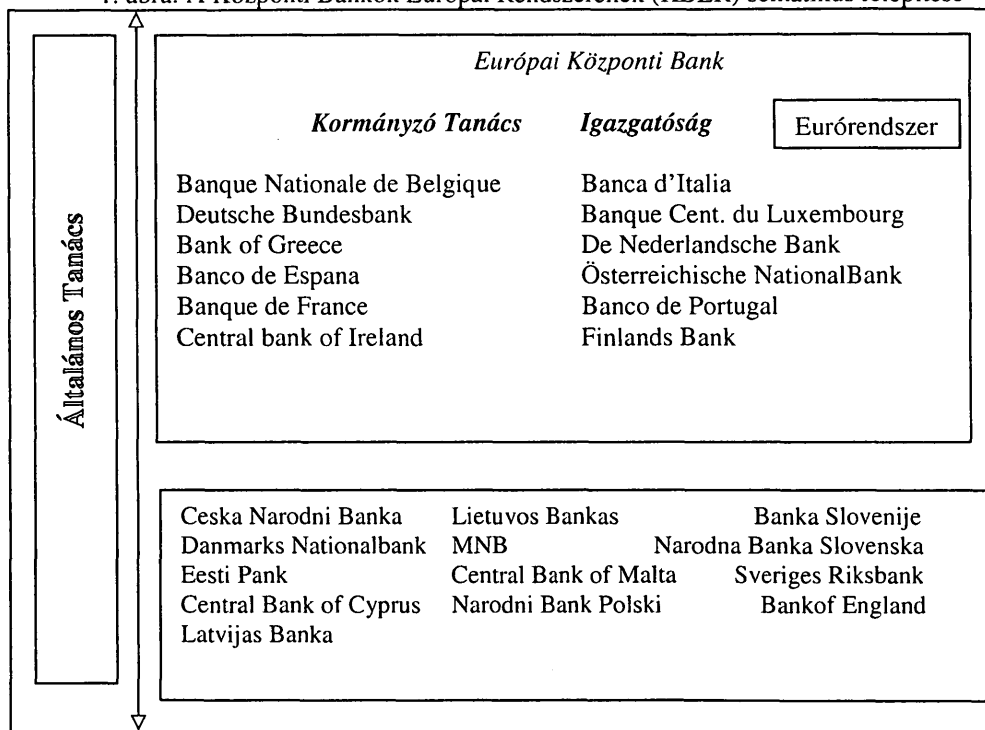 Általános Tanács
Európai Központi Bank
Kormányzó Tanács Igazgatóság Eurórendszer
Banque Nationale de Belgique Banca d'Italia
Deutsche Bundesbank Banque Cent. du Luxembourg
Bank of Greece De Nederlandsche Bank
Banco de Espana Österreichische NationalBank
Banque de France Banco de Portugal
Central bank of Ireland Finlands Bank
Ceska Narodni Banka Lietuvos Bankas Banka Slovenije
Danmarks Nationalbank MNB Narodna Banka Slovenska
Eesti Pank Central Bank of Malta Sveriges Riksbank
Central Bank of Cyprus Narodni Bank Polski Bankof England
Latvijas Banka